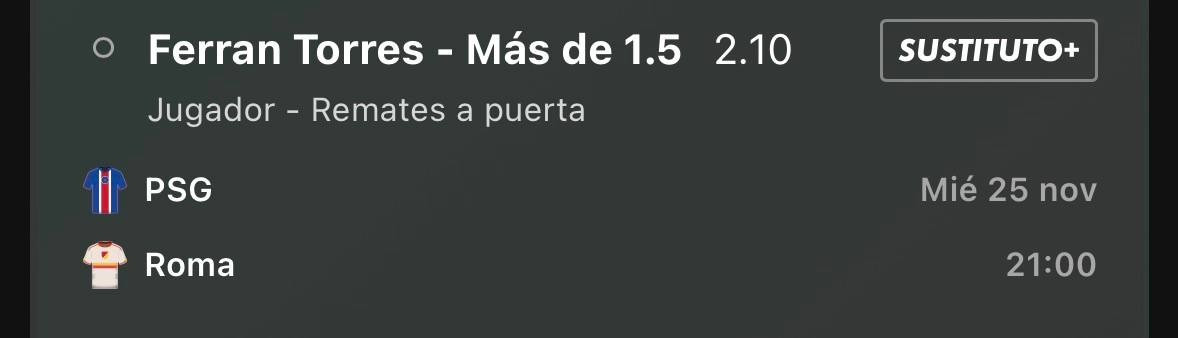 Ferran Torres - Más de 1.5 2.10 SUSTITUTO+
Jugador - Remates a puerta
PSG Mié 25 nov
Roma 21:00